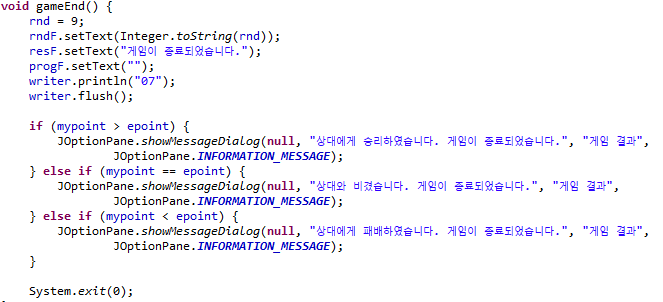 void gameEnd() {
rnd = 9;
rndF.setText(Integer.toString(rnd));
resF.setText("게임이 종료되었습니다.");
progF.setText("");
writer.println("07");
writer.flush();
if (mypoint > epoint) {
JOptionPane.showMessageDialog(null, "상대에게 승리하였습니다. 게임이 종료되었습니다.", "게임 결과",
JOptionPane.INFORMATION_MESSAGE);
} else if (mypoint == epoint) {
JOptionPane.showMessageDialog(null, "상대와 비겼습니다. 게임이 종료되었습니다.", "게임 결과",
JOptionPane.INFORMATION_MESSAGE);
} else if (mypoint < epoint) {
JOptionPane.showMessageDialog(null, "상대에게 패배하였습니다. 게임이 종료되었습니다.", "게임 결과",
JOptionPane.INFORMATION_MESSAGE);
}
System.exit(0);